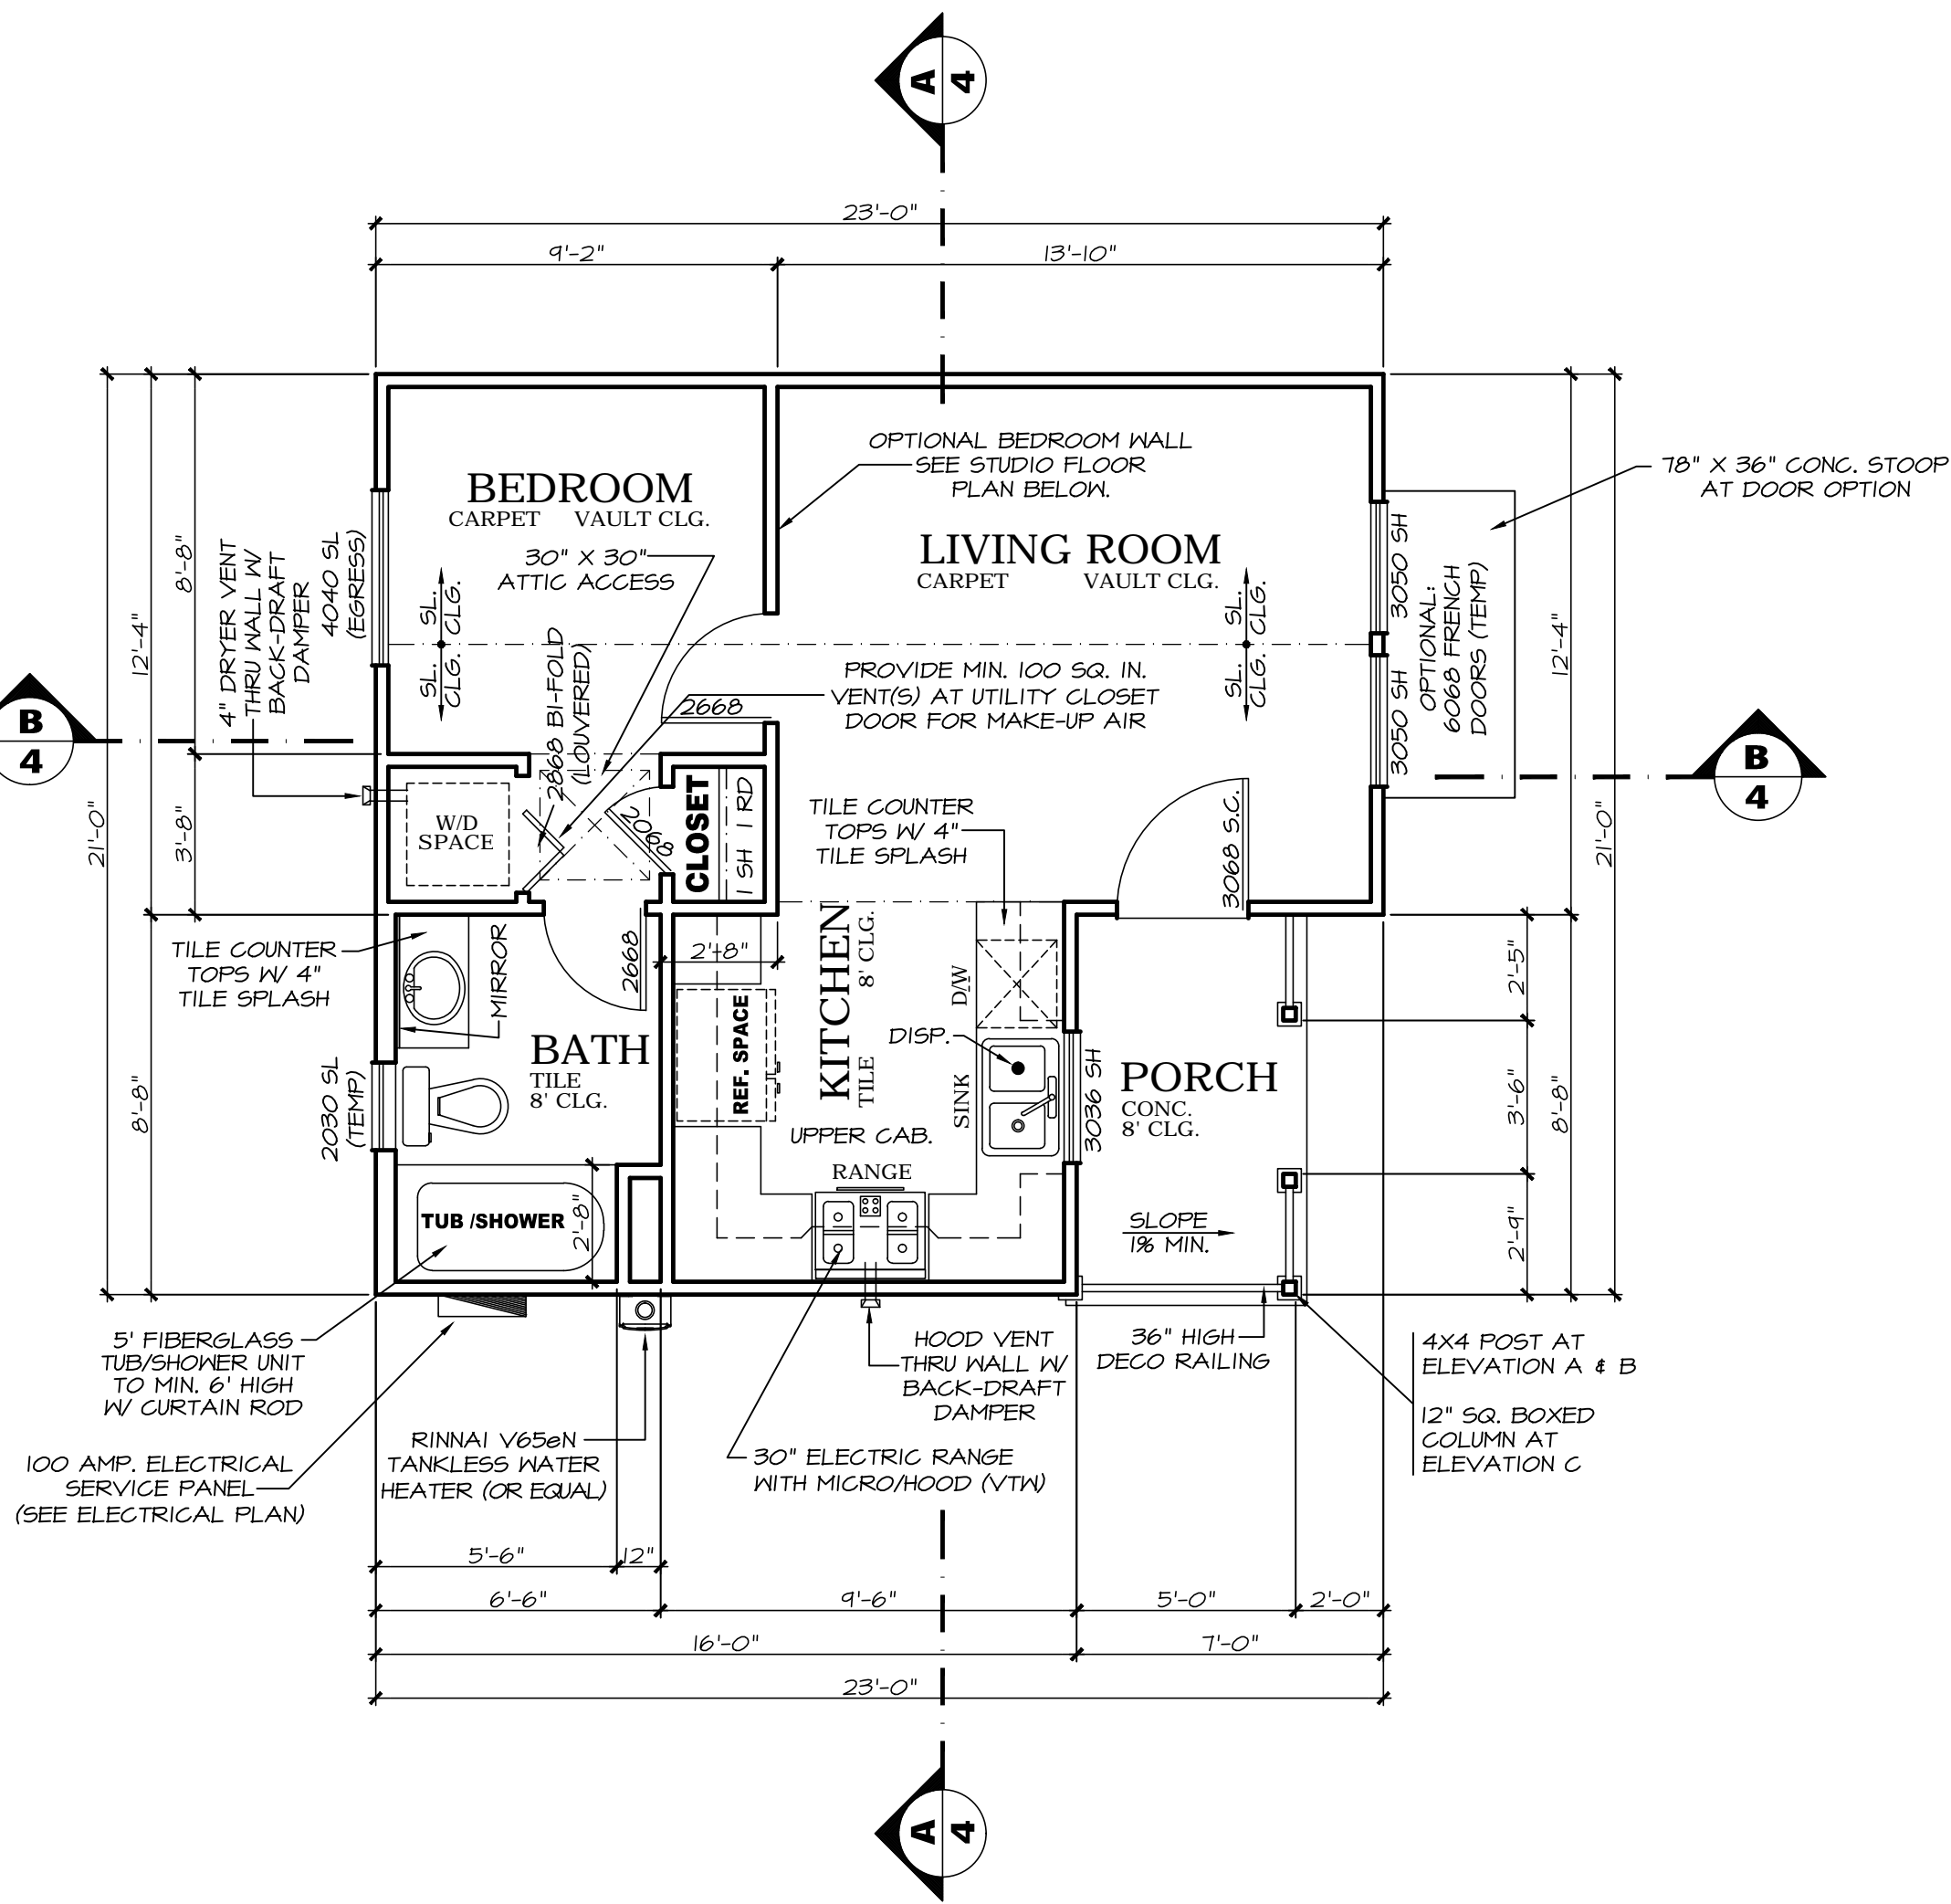 A
4
23'-0"
9'-2"
13'-10"
OPTIONAL BEDROOM WALL
SEE STUDIO FLOOR
PLAN BELOW.
78" X 36" CONC. STOOP
AT DOOR OPTION
BEDROOM
CARPET VAULT CLG.
30" X 30"
ATTIC ACCESS
LIVING ROOM
CARPET VAULT CLG.
4" DRYER VENT
THRU WALL W/
BACK-DRAFT
DAMPER
4040 SL
(EGRESS)
8'-8"
12'-4"
3'-8"
21'-0"
8'-8"
SL.
CLG.
SL.
CLG.
SL.
CLG.
SL.
CLG.
2868 BI-FOLD
(LOUVERED)
PROVIDE MIN. 100 SQ. IN.
VENT(S) AT UTILITY CLOSET
DOOR FOR MAKE-UP AIR
2668
3050 SH
3050 SH
OPTIONAL:
6068 FRENCH
DOORS (TEMP)
12'-4"
21'-0"
B
4
B
4
W/D
SPACE
2068
CLOSET
1 SH 1 RD
TILE COUNTER
TOPS W/ 4"
TILE SPLASH
3068 S.C.
TILE COUNTER
TOPS W/ 4"
TILE SPLASH
MIRROR
2668
2'-8"
KITCHEN
8' CLG.
TILE
D/W
DISP.
REF. SPACE
BATH
TILE
8' CLG.
2030 SL
(TEMP)
SINK
3036 SH
PORCH
CONC.
8' CLG.
2'-5"
3'-6"
8'-8"
2'-9"
UPPER CAB.
RANGE
TUB /SHOWER
2'-8"
SLOPE
1% MIN.
5' FIBERGLASS
TUB/SHOWER UNIT
TO MIN. 6' HIGH
W/ CURTAIN ROD
HOOD VENT
THRU WALL W/
BACK-DRAFT
DAMPER
36" HIGH
DECO RAILING
4X4 POST AT
ELEVATION A & B
12" SQ. BOXED
COLUMN AT
ELEVATION C
100 AMP. ELECTRICAL
SERVICE PANEL
(SEE ELECTRICAL PLAN)
RINNAI V65eN
TANKLESS WATER
HEATER (OR EQUAL)
30" ELECTRIC RANGE
WITH MICRO/HOOD (VTW)
5'-6"
12"
6'-6"
9'-6"
5'-0"
2'-0"
16'-0"
7'-0"
23'-0"
A
4